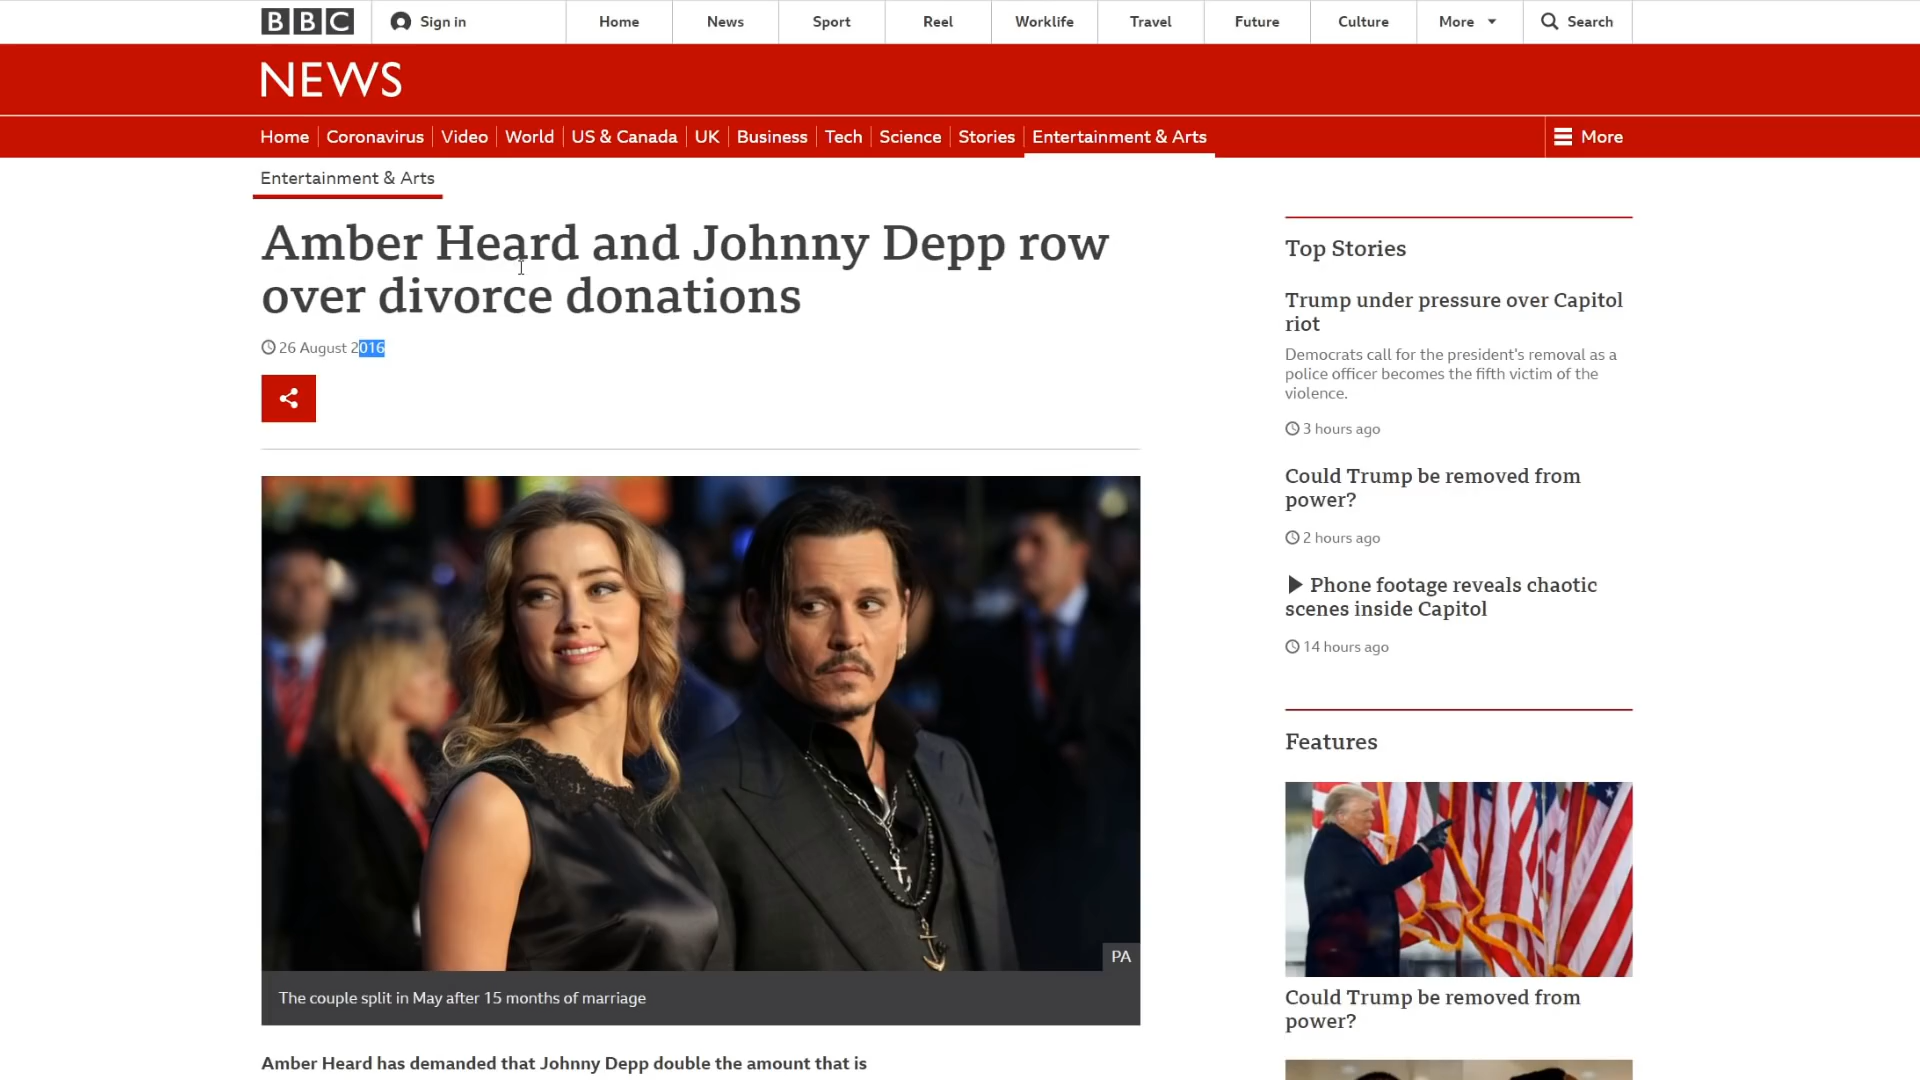 BBC
Sign in
Home
News
Sport
Reel
Worklife
Travel
Future
Culture
More
Search
NEWS
Home
Coronavirus
Video
World
US & Canada
UK
Business
Tech
Science
Stories
Entertainment & Arts
More
Entertainment & Arts
Amber Heard and Johnny Depp row
over divorce donations
26 August 2016
PA
The couple split in May after 15 months of marriage
Amber Heard has demanded that Johnny Depp double the amount that is
Top Stories
Trump under pressure over Capitol
riot
Democrats call for the president's removal as a
police officer becomes the fifth victim of the
violence.
3 hours ago
Could Trump be removed from
power?
2 hours ago
Phone footage reveals chaotic
scenes inside Capitol
14 hours ago
Features
Could Trump be removed from
power?